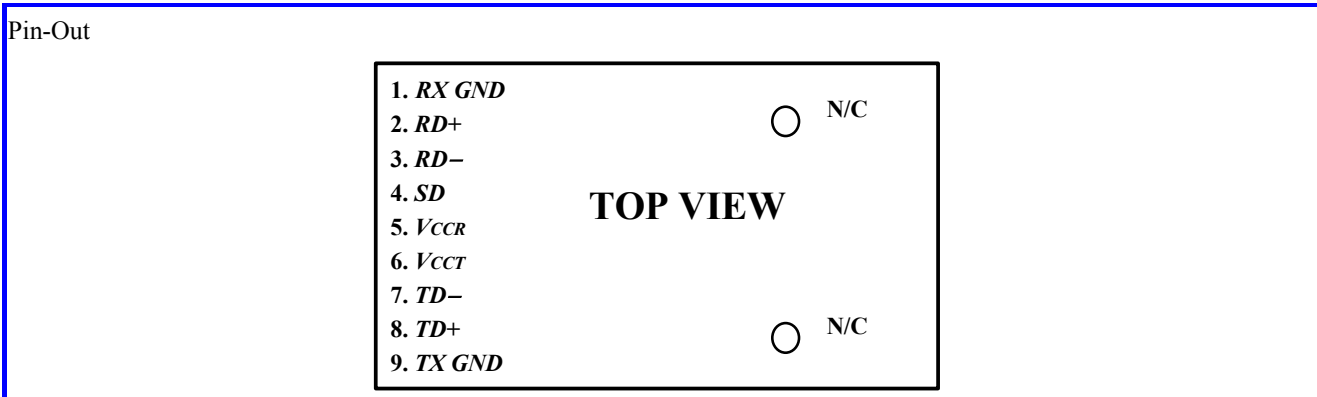 Pin-Out
1. RX GND
N/C
2. RD+
3. RD−
4. SD
TOP VIEW
5. VCCR
6. VCCT
7. TD−
8. TD+
N/C
9. TX GND